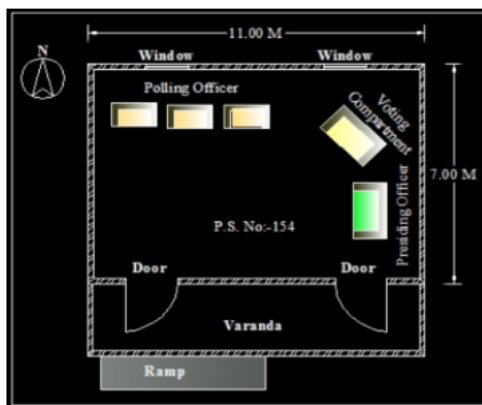 11.00 M
N
Window
Window
Polling Officer
Voting
Compartment
7.00 M
Presiding Officer
P.S. No:-154
Door
Door
Varanda
Ramp